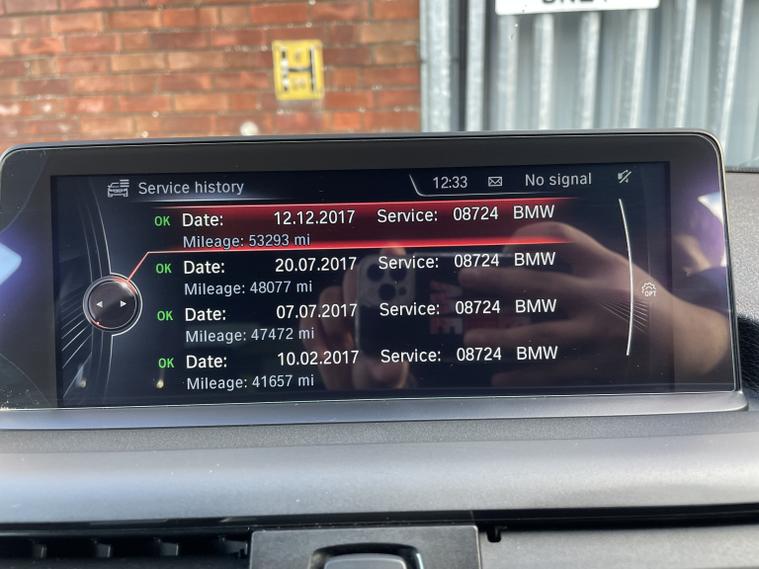 Service history 12:33 No signal
OK Date: 12.12.2017 Service: 08724 BMW
Mileage: 53293 mi
OK Date: 20.07.2017 Service: 08724 BMW
Mileage: 48077 mi
OK Date: 07.07.2017 Service: 08724 BMW
Mileage: 47472 mi
OK Date: 10.02.2017 Service: 08724 BMW
Mileage: 41657 mi
OPT